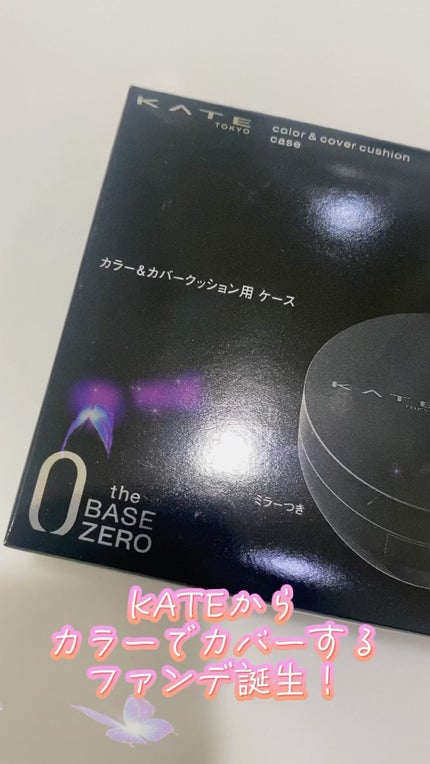 KATE
TOKYO
color & cover cushion
case
カラー&カバークッション用 ケース
KATE
TOKYO
ミラーつき
0 the
BASE
ZERO
KATEから
カラーでカバーする
ファンデ誕生！